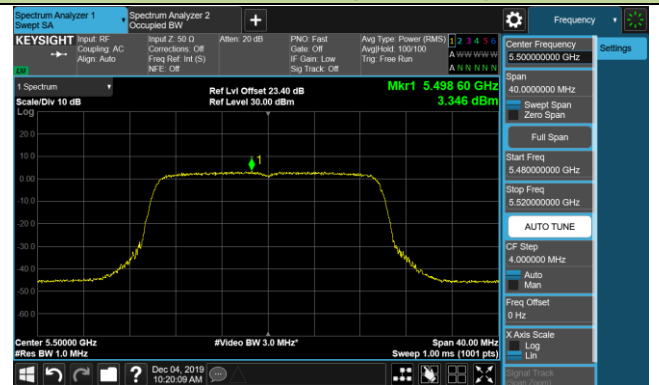 Spectrum Analyzer 1
Swept SA
Spectrum Analyzer 2
Occupied BW
Frequency
KEYSIGHT
Input: RF
Coupling: AC
Align: Auto
Input Z: 50 Ω
Corrections: Off
Freq Ref: Int (S)
NFE: Off
Atten: 20 dB
PNO: Fast
Gate: Off
IF Gain: Low
Sig Track: Off
Avg Type: Power (RMS)
Avg|Hold: 100/100
Trig: Free Run
1 2 3 4 5 6
A W W W W W
A N N N N N
LM
1 Spectrum
Scale/Div 10 dB
Log
Ref Lvl Offset 23.40 dB
Ref Level 30.00 dBm
Mkr1 5.498 60 GHz
3.346 dBm
20.0
10.0
0.00
-10.0
-20.0
-30.0
-40.0
-50.0
-60.0
1
Center 5.50000 GHz
#Res BW 1.0 MHz
#Video BW 3.0 MHz*
Span 40.00 MHz
Sweep 1.00 ms (1001 pts)
Dec 04, 2019
10:20:09 AM
Center Frequency
5.500000000 GHz
Settings
Span
40.0000000 MHz
Swept Span
Zero Span
Full Span
Start Freq
5.480000000 GHz
Stop Freq
5.520000000 GHz
AUTO TUNE
CF Step
4.000000 MHz
Auto
Man
Freq Offset
0 Hz
X Axis Scale
Log
Lin
Signal Track
(Span Zoom)